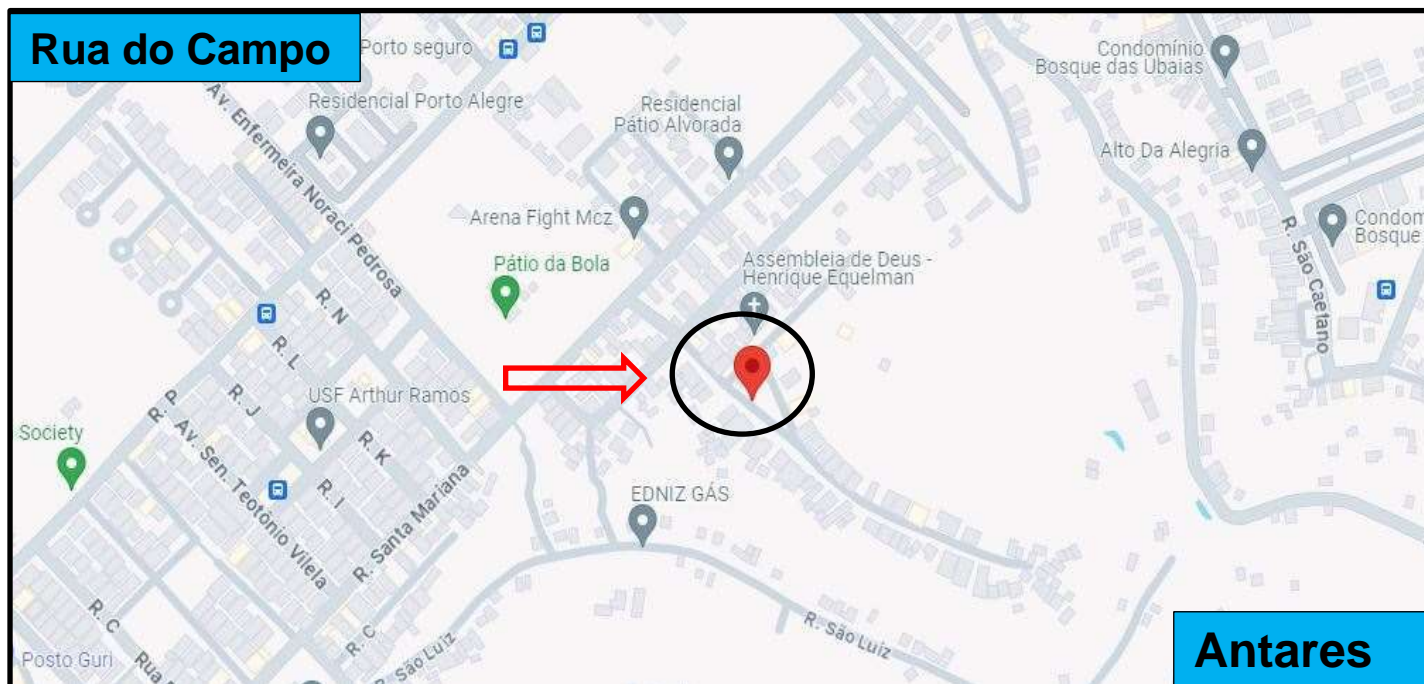 Rua do Campo
Porto seguro
Condomínio
Bosque das Ubaias
Residencial Porto Alegre
Residencial
Pátio Alvorada
Av. Enfermeira Noraci Pedrosa
Alto Da Alegria
Arena Fight Mcz
Condom
Bosque
R. São Caetano
Pátio da Bola
Assembleia de Deus -
Henrique Equelman
R. N
R. L
R. J
USF Arthur Ramos
R. P
Society
Av. Sen. Teotônio Vilela
R. K
R. I
R. Santa Mariana
EDNIZ GÁS
R. C
R. C
R. São Luiz
Posto Guri
Rua
São Luiz
Antares